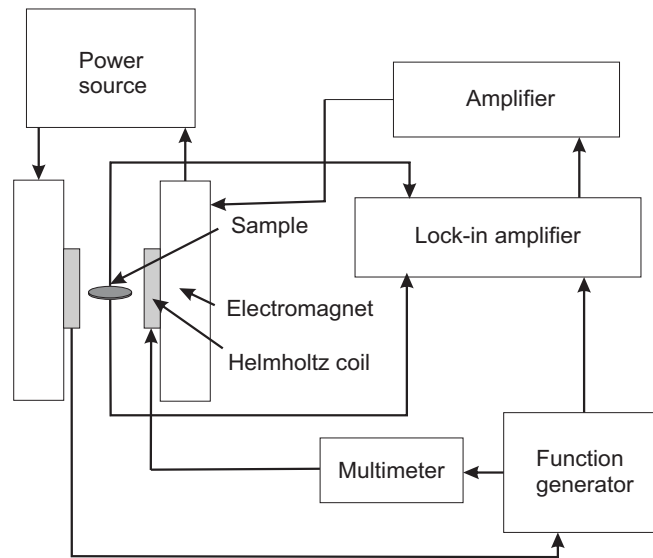 Power
source
Amplifier
Sample
Lock-in amplifier
Electromagnet
Helmholtz coil
Multimeter
Function
generator